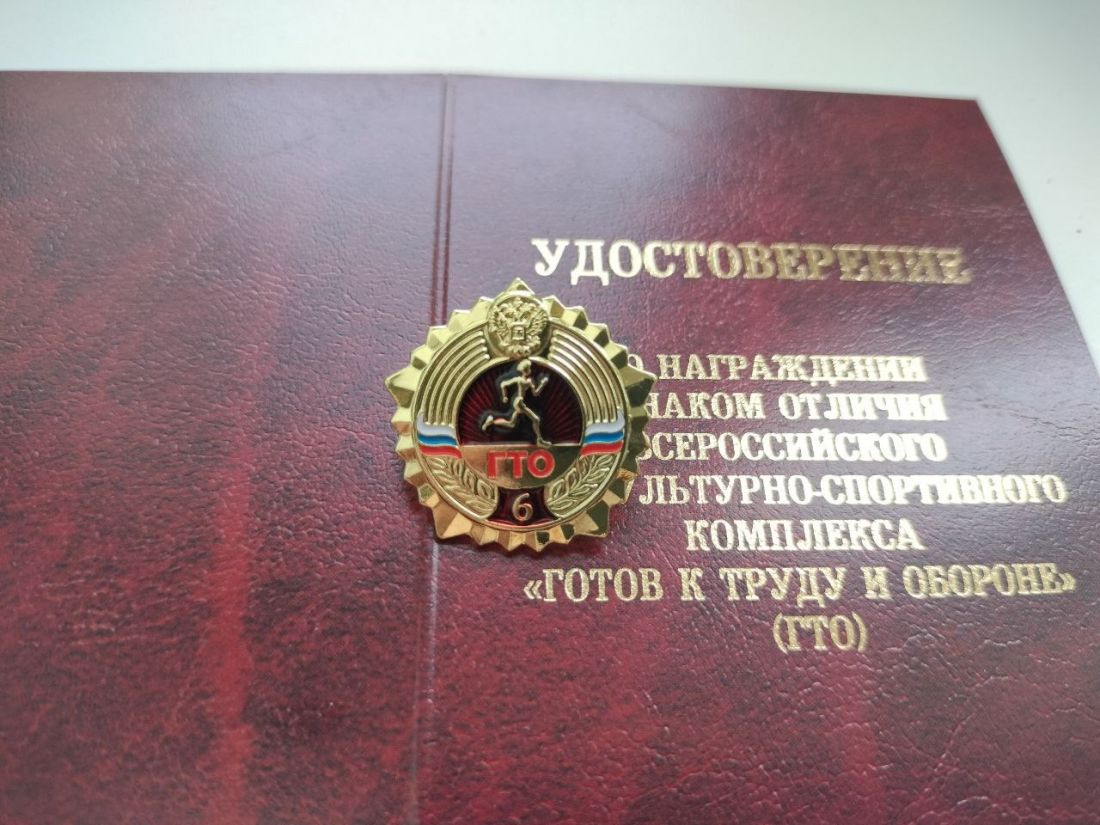 УДОСТОВЕРЕНИЕ
О НАГРАЖДЕНИИ
НАКОМ ОТЛИЧИЯ
СЕРОССИЙСКОГО
ЛЬТУРНО-СПОРТИВНОГО
КОМПЛЕКСА
«ГОТОВ К ТРУДУ И ОБОРОНЕ»
(ГТО)
ГТО
6